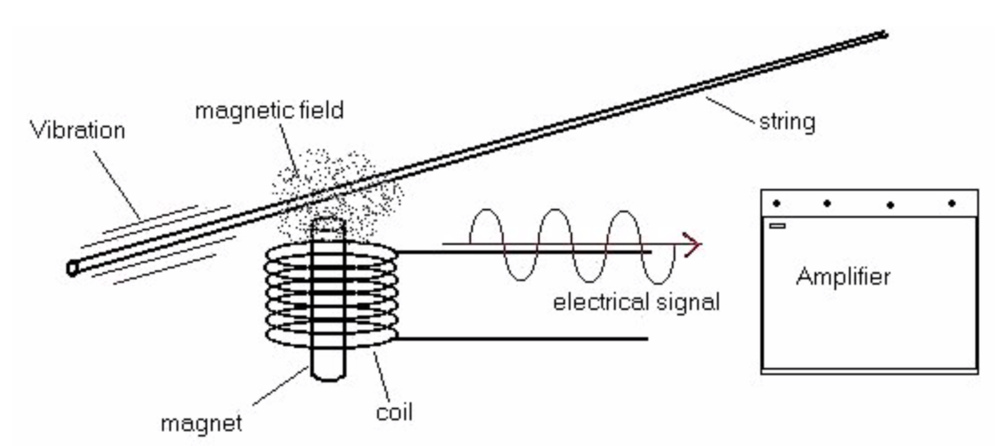 magnetic field
Vibration
string
Amplifier
electrical signal
coil
magnet